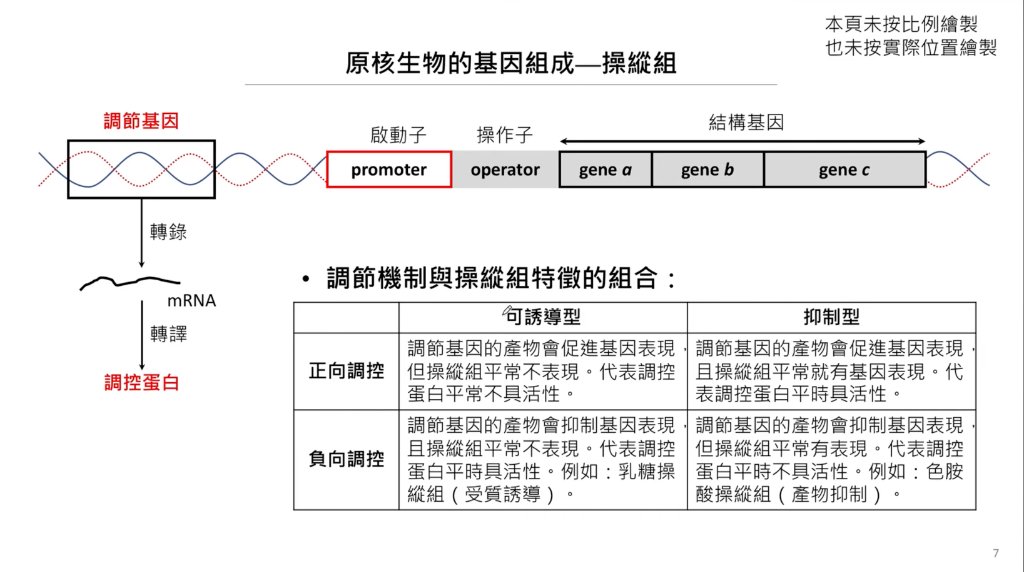 本頁未按比例繪製
也未按實際位置繪製
原核生物的基因組成—操縱組
調節基因
啟動子
操作子
結構基因
promoter
operator
gene a
gene b
gene c
轉錄
mRNA
轉譯
調控蛋白
• 調節機制與操縱組特徵的組合：
可誘導型
抑制型
正向調控
調節基因的產物會促進基因表現，
但操縱組平常不表現。代表調控
蛋白平常不具活性。
調節基因的產物會促進基因表現，
且操縱組平常就有基因表現。代
表調控蛋白平時具活性。
負向調控
調節基因的產物會抑制基因表現，
且操縱組平常不表現。代表調控
蛋白平時具活性。例如：乳糖操
縱組（受質誘導）。
調節基因的產物會抑制基因表現，
但操縱組平常有表現。代表調控
蛋白平時不具活性。例如：色胺
酸操縱組（產物抑制）。
7